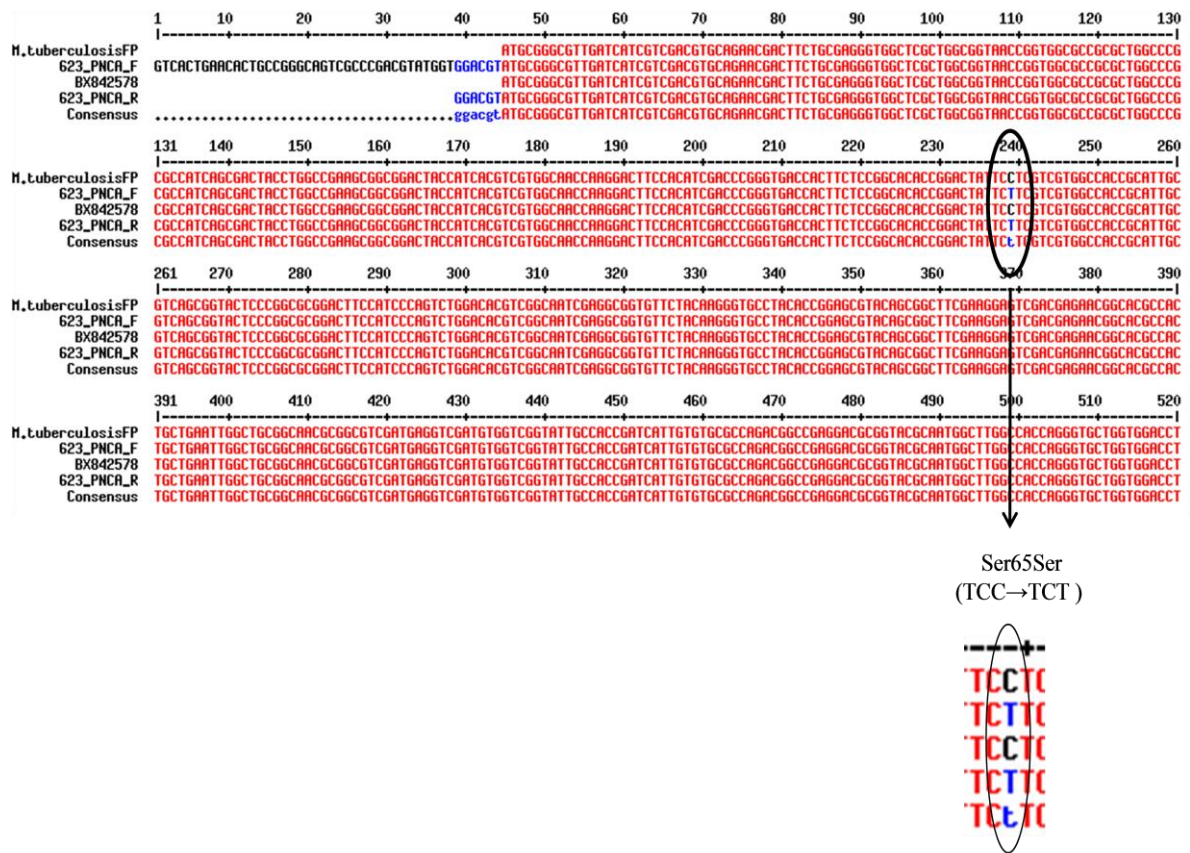 1 10 20 30 40 50 60 70 80 90 100 110 120 130
M.tuberculosisFP ATGCGGGCGTTGATCATCGTCGACGTGCAGAACGACTTCTGCGAGGGTGGCTCGCTGGCGGTAACCGGTGGCGCCGCGCTGGCCCG
623_PNCA_F GTCACTGAACACTGCCGGGCAGTCGCCCGACGTATGGTGGACGTATGCGGGCGTTGATCATCGTCGACGTGCAGAACGACTTCTGCGAGGGTGGCTCGCTGGCGGTAACCGGTGGCGCCGCGCTGGCCCG
BX842578 ATGCGGGCGTTGATCATCGTCGACGTGCAGAACGACTTCTGCGAGGGTGGCTCGCTGGCGGTAACCGGTGGCGCCGCGCTGGCCCG
623_PNCA_R GGACGTATGCGGGCGTTGATCATCGTCGACGTGCAGAACGACTTCTGCGAGGGTGGCTCGCTGGCGGTAACCGGTGGCGCCGCGCTGGCCCG
Consensus ......................................ggacgtATGCGGGCGTTGATCATCGTCGACGTGCAGAACGACTTCTGCGAGGGTGGCTCGCTGGCGGTAACCGGTGGCGCCGCGCTGGCCCG
131 140 150 160 170 180 190 200 210 220 230 240 250 260
M.tuberculosisFP CGCCATCAGCGACTACCTGGCCGAAGCGGCGGACTACCATCACGTCGTGGCAACCAAGGACTTCCACATCGACCCGGGTGACCACTTCTCCGGCACACCGGACTATTCCTCGTCGTGGCCACCGCATTGC
623_PNCA_F CGCCATCAGCGACTACCTGGCCGAAGCGGCGGACTACCATCACGTCGTGGCAACCAAGGACTTCCACATCGACCCGGGTGACCACTTCTCCGGCACACCGGACTATTCTTCGTCGTGGCCACCGCATTGC
BX842578 CGCCATCAGCGACTACCTGGCCGAAGCGGCGGACTACCATCACGTCGTGGCAACCAAGGACTTCCACATCGACCCGGGTGACCACTTCTCCGGCACACCGGACTATTCCTCGTCGTGGCCACCGCATTGC
623_PNCA_R CGCCATCAGCGACTACCTGGCCGAAGCGGCGGACTACCATCACGTCGTGGCAACCAAGGACTTCCACATCGACCCGGGTGACCACTTCTCCGGCACACCGGACTATTCTTCGTCGTGGCCACCGCATTGC
Consensus CGCCATCAGCGACTACCTGGCCGAAGCGGCGGACTACCATCACGTCGTGGCAACCAAGGACTTCCACATCGACCCGGGTGACCACTTCTCCGGCACACCGGACTATTCtTCGTCGTGGCCACCGCATTGC
261 270 280 290 300 310 320 330 340 350 360 370 380 390
M.tuberculosisFP GTCAGCGGTACTCCCGGCGCGGACTTCCATCCCAGTCTGGACACGTCGGCAATCGAGGCGGTGTTCTACAAGGGTGCCTACACCGGAGCGTACAGCGGCTTCGAAGGAGTCGACGAGAACGGCACGCCAC
623_PNCA_F GTCAGCGGTACTCCCGGCGCGGACTTCCATCCCAGTCTGGACACGTCGGCAATCGAGGCGGTGTTCTACAAGGGTGCCTACACCGGAGCGTACAGCGGCTTCGAAGGAGTCGACGAGAACGGCACGCCAC
BX842578 GTCAGCGGTACTCCCGGCGCGGACTTCCATCCCAGTCTGGACACGTCGGCAATCGAGGCGGTGTTCTACAAGGGTGCCTACACCGGAGCGTACAGCGGCTTCGAAGGAGTCGACGAGAACGGCACGCCAC
623_PNCA_R GTCAGCGGTACTCCCGGCGCGGACTTCCATCCCAGTCTGGACACGTCGGCAATCGAGGCGGTGTTCTACAAGGGTGCCTACACCGGAGCGTACAGCGGCTTCGAAGGAGTCGACGAGAACGGCACGCCAC
Consensus GTCAGCGGTACTCCCGGCGCGGACTTCCATCCCAGTCTGGACACGTCGGCAATCGAGGCGGTGTTCTACAAGGGTGCCTACACCGGAGCGTACAGCGGCTTCGAAGGAGTCGACGAGAACGGCACGCCAC
391 400 410 420 430 440 450 460 470 480 490 500 510 520
M.tuberculosisFP TGCTGAATTGGCTGCGGCAACGCGGCGTCGATGAGGTCGATGTGGTCGGTATTGCCACCGATCATTGTGTGCGCCAGACGGCCGAGGACGCGGTACGCAATGGCTTGGCCACCAGGGTGCTGGTGGACCT
623_PNCA_F TGCTGAATTGGCTGCGGCAACGCGGCGTCGATGAGGTCGATGTGGTCGGTATTGCCACCGATCATTGTGTGCGCCAGACGGCCGAGGACGCGGTACGCAATGGCTTGGCCACCAGGGTGCTGGTGGACCT
BX842578 TGCTGAATTGGCTGCGGCAACGCGGCGTCGATGAGGTCGATGTGGTCGGTATTGCCACCGATCATTGTGTGCGCCAGACGGCCGAGGACGCGGTACGCAATGGCTTGGCCACCAGGGTGCTGGTGGACCT
623_PNCA_R TGCTGAATTGGCTGCGGCAACGCGGCGTCGATGAGGTCGATGTGGTCGGTATTGCCACCGATCATTGTGTGCGCCAGACGGCCGAGGACGCGGTACGCAATGGCTTGGCCACCAGGGTGCTGGTGGACCT
Consensus TGCTGAATTGGCTGCGGCAACGCGGCGTCGATGAGGTCGATGTGGTCGGTATTGCCACCGATCATTGTGTGCGCCAGACGGCCGAGGACGCGGTACGCAATGGCTTGGCCACCAGGGTGCTGGTGGACCT
Ser65Ser
(TCC→TCT )
TCCTC
TCTTC
TCCTC
TCTTC
TCtTC